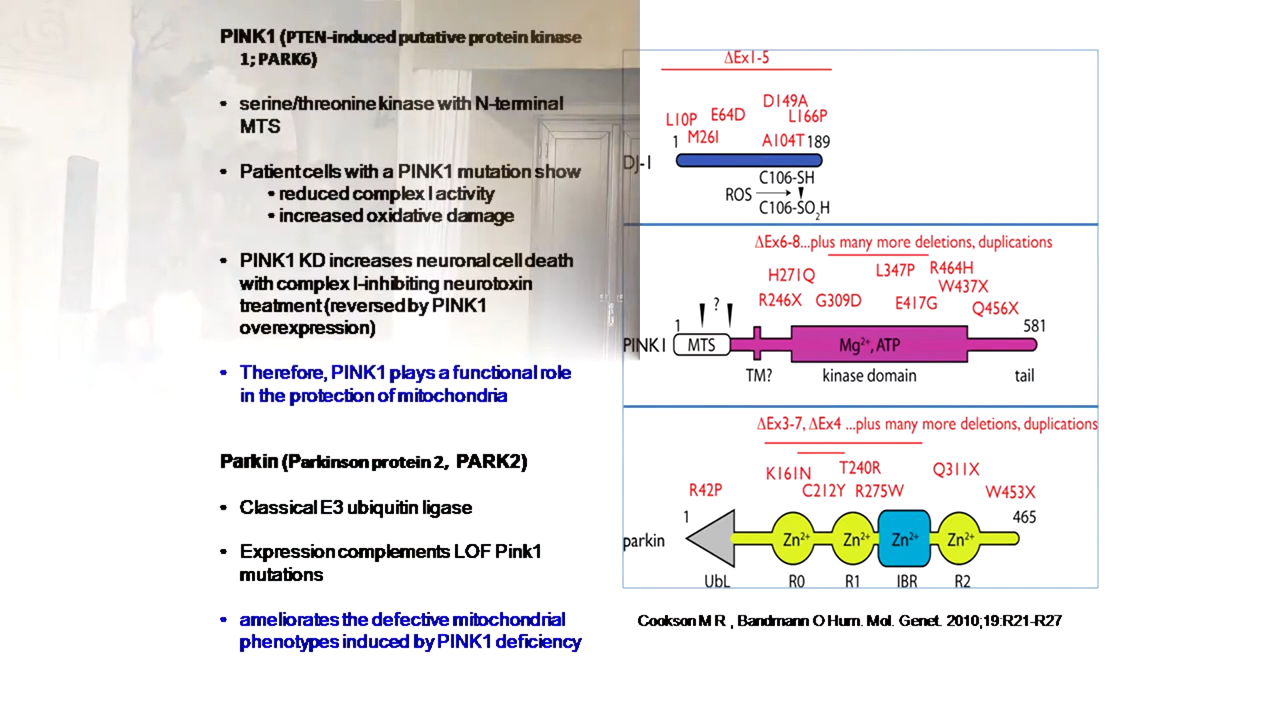 PINK1 (PTEN-induced putative protein kinase
1; PARK6)
• serine/threonine kinase with N-terminal
MTS
• Patient cells with a PINK1 mutation show
• reduced complex I activity
• increased oxidative damage
• PINK1 KD increases neuronal cell death
with complex I-inhibiting neurotoxin
treatment (reversed by PINK1
overexpression)
• Therefore, PINK1 plays a functional role
in the protection of mitochondria
Parkin (Parkinson protein 2, PARK2)
• Classical E3 ubiquitin ligase
• Expression complements LOF Pink1
mutations
• ameliorates the defective mitochondrial
phenotypes induced by PINK1 deficiency
ΔEx1-5
D149A
L10P E64D L166P
1 M26I A104T 189
DJ-1
C106-SH
ROS
C106-SO2H
ΔEx6-8...plus many more deletions, duplications
H271Q L347P R464H
W437X
R246X G309D E417G Q456X
1 ? 581
PINK1 MTS Mg2+, ATP
TM? kinase domain tail
ΔEx3-7, ΔEx4 ...plus many more deletions, duplications
K161N T240R Q311X
R42P C212Y R275W W453X
1 465
parkin Zn2+ Zn2+ Zn2+ Zn2+
UbL R0 R1 IBR R2
Cookson M R , Bandmann O Hum. Mol. Genet. 2010;19:R21-R27